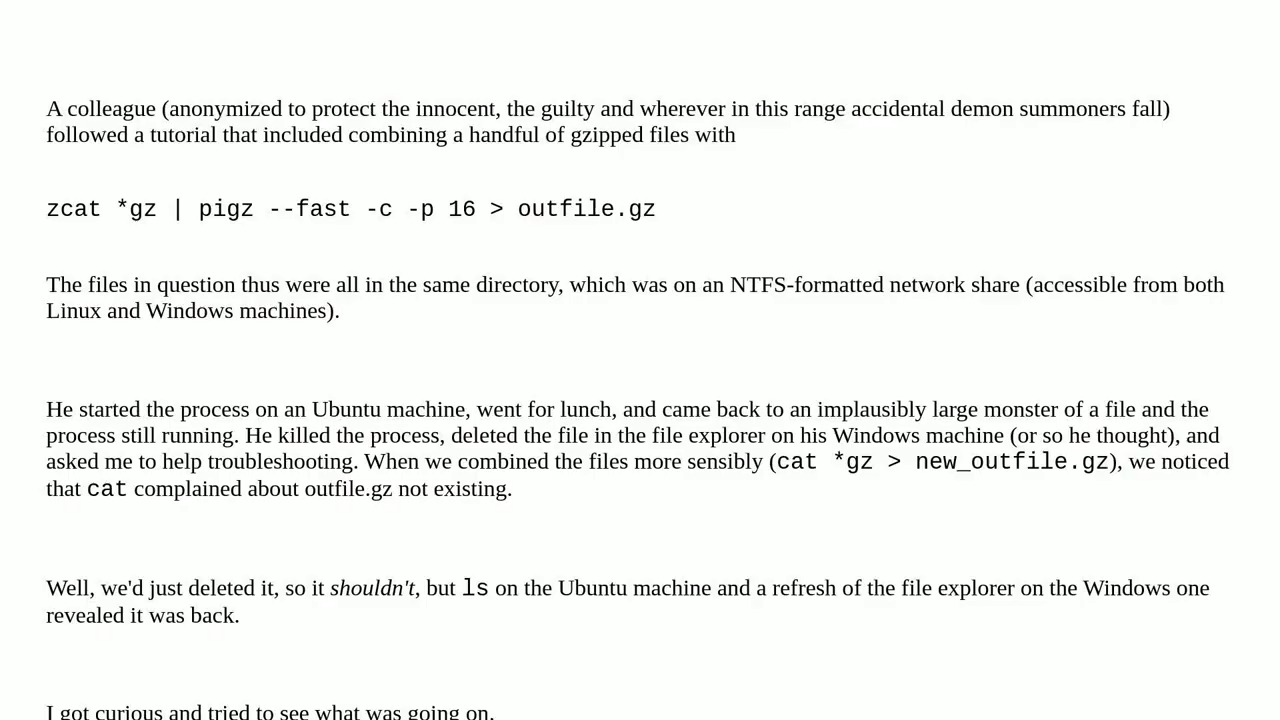 A colleague (anonymized to protect the innocent, the guilty and wherever in this range accidental demon summoners fall)
followed a tutorial that included combining a handful of gzipped files with
zcat *gz | pigz --fast -c -p 16 > outfile.gz
The files in question thus were all in the same directory, which was on an NTFS-formatted network share (accessible from both
Linux and Windows machines).
He started the process on an Ubuntu machine, went for lunch, and came back to an implausibly large monster of a file and the
process still running. He killed the process, deleted the file in the file explorer on his Windows machine (or so he thought), and
asked me to help troubleshooting. When we combined the files more sensibly (cat *gz > new_outfile.gz), we noticed
that cat complained about outfile.gz not existing.
Well, we'd just deleted it, so it shouldn't, but ls on the Ubuntu machine and a refresh of the file explorer on the Windows one
revealed it was back.
I got curious and tried to see what was going on.